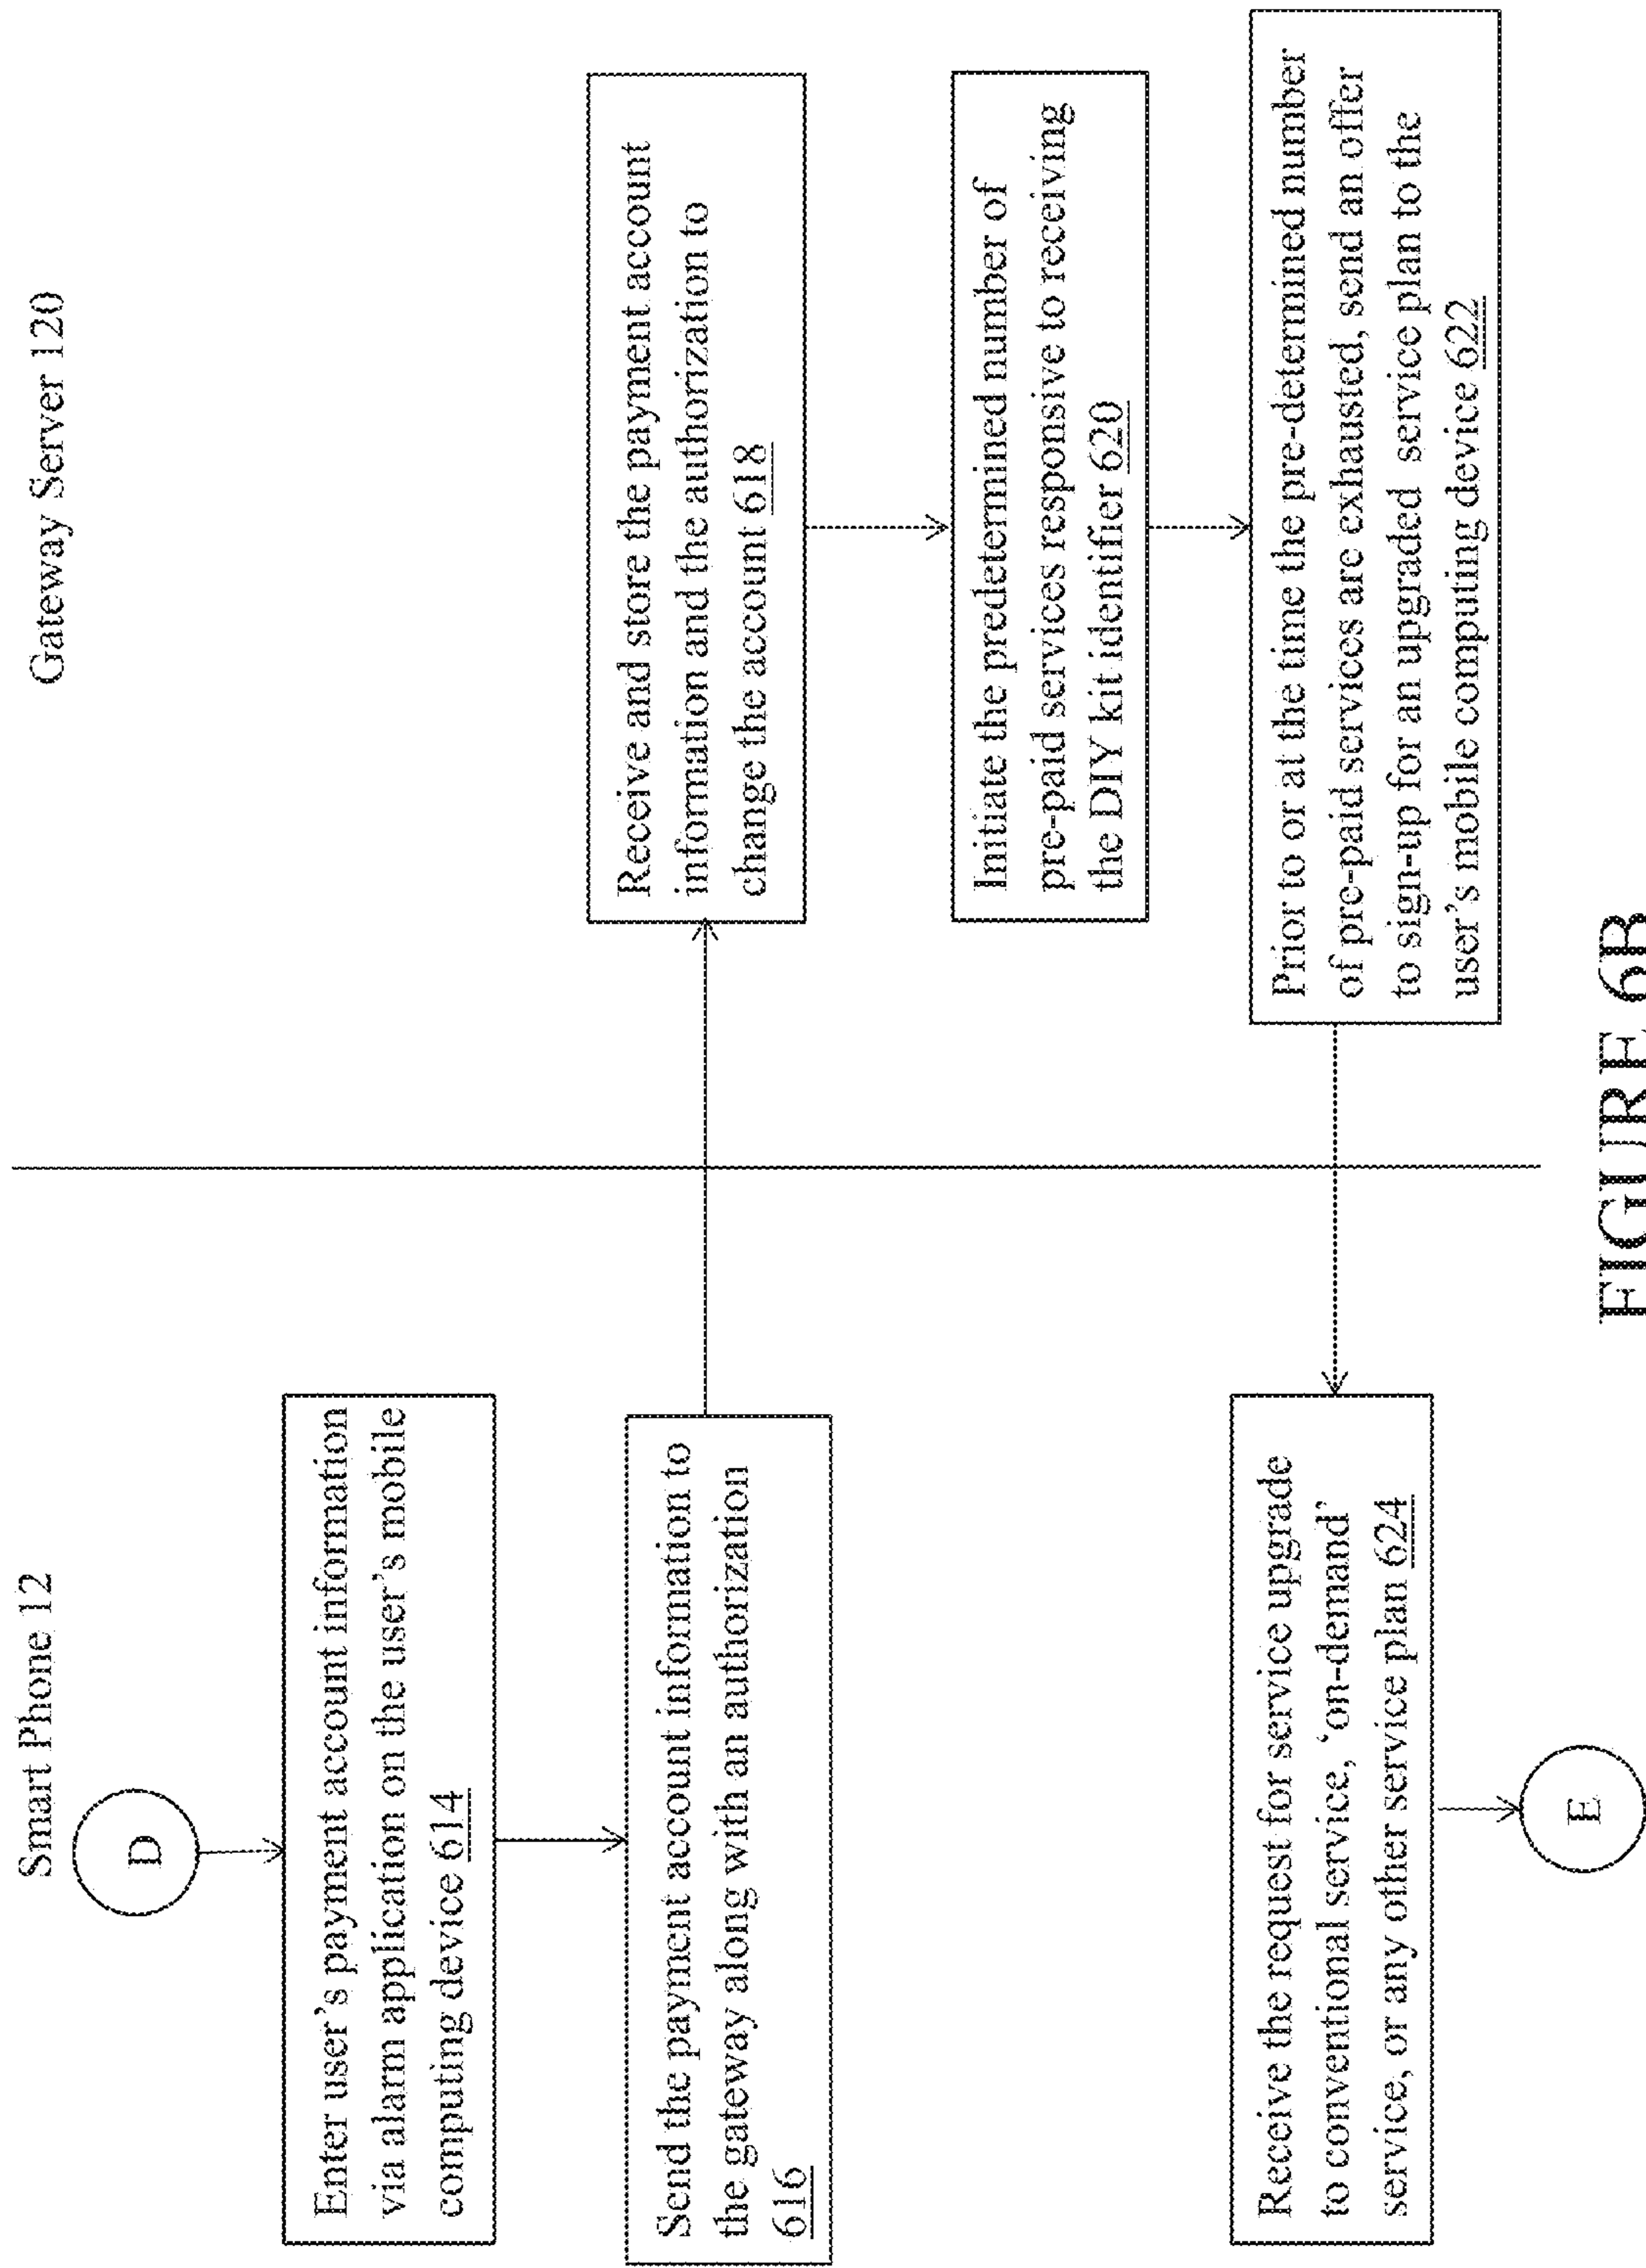 Smart Phone 12
Gateway Server 120
D
Enter user's payment account information
via alarm application on the user's mobile
computing device 614
Send the payment account information to
the gateway along with an authorization
616
Receive and store the payment account
information and the authorization to
change the account 618
Initiate the predetermined number of
pre-paid services responsive to receiving
the DIY kit identifier 620
Prior to or at the time the pre-determined number
of pre-paid services are exhausted, send an offer
to sign-up for an upgraded service plan to the
user's mobile computing device 622
Receive the request for service upgrade
to conventional service, 'on-demand'
service, or any other service plan 624
E
FIGURE 6B